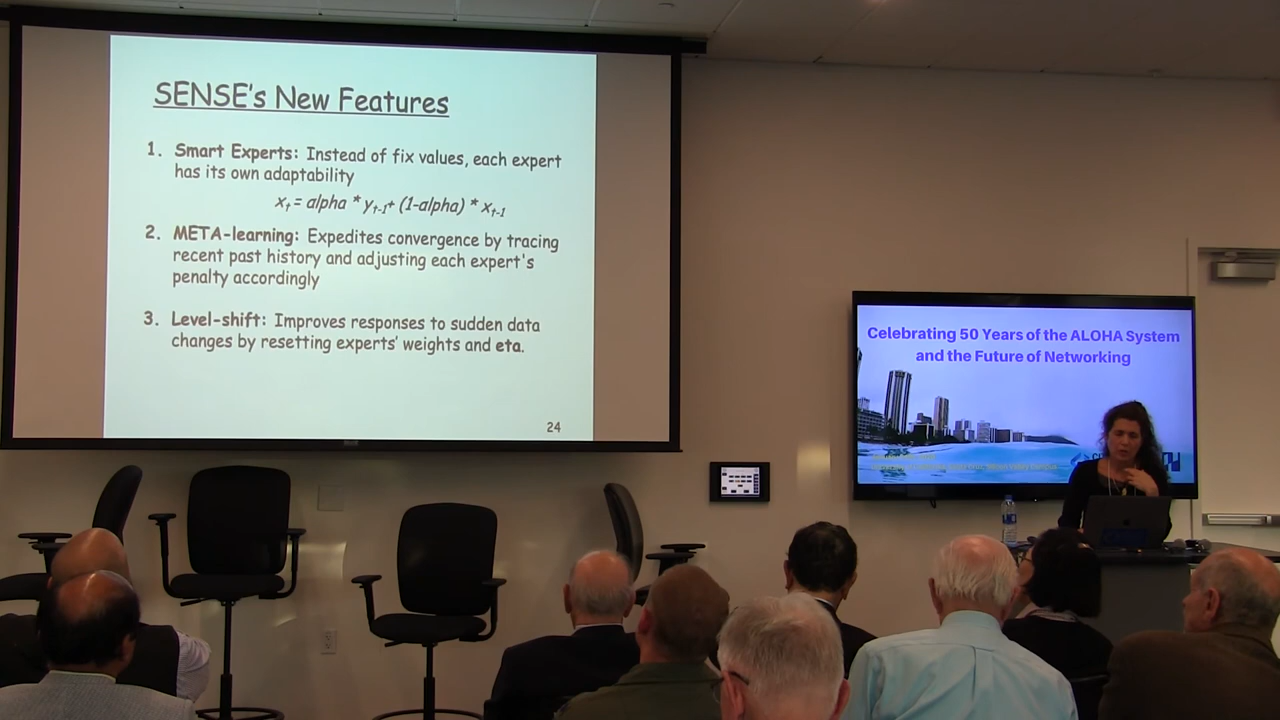 SENSE's New Features
1. Smart Experts: Instead of fix values, each expert
has its own adaptability
xt = alpha * yt-1+ (1-alpha) * xt-1
2. META-learning: Expedites convergence by tracing
recent past history and adjusting each expert's
penalty accordingly
3. Level-shift: Improves responses to sudden data
changes by resetting experts' weights and eta.
24
Celebrating 50 Years of the ALOHA System
and the Future of Networking